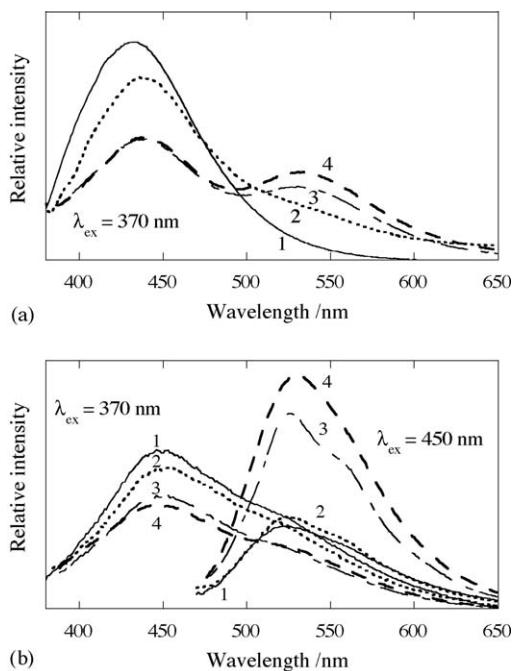 Relative intensity
4
3
2
1
λex = 370 nm
400 450 500 550 600 650
Wavelength /nm
(a)
Relative intensity
λex = 370 nm
λex = 450 nm
4
3
1
2
3
4
2
1
400 450 500 550 600 650
Wavelength /nm
(b)